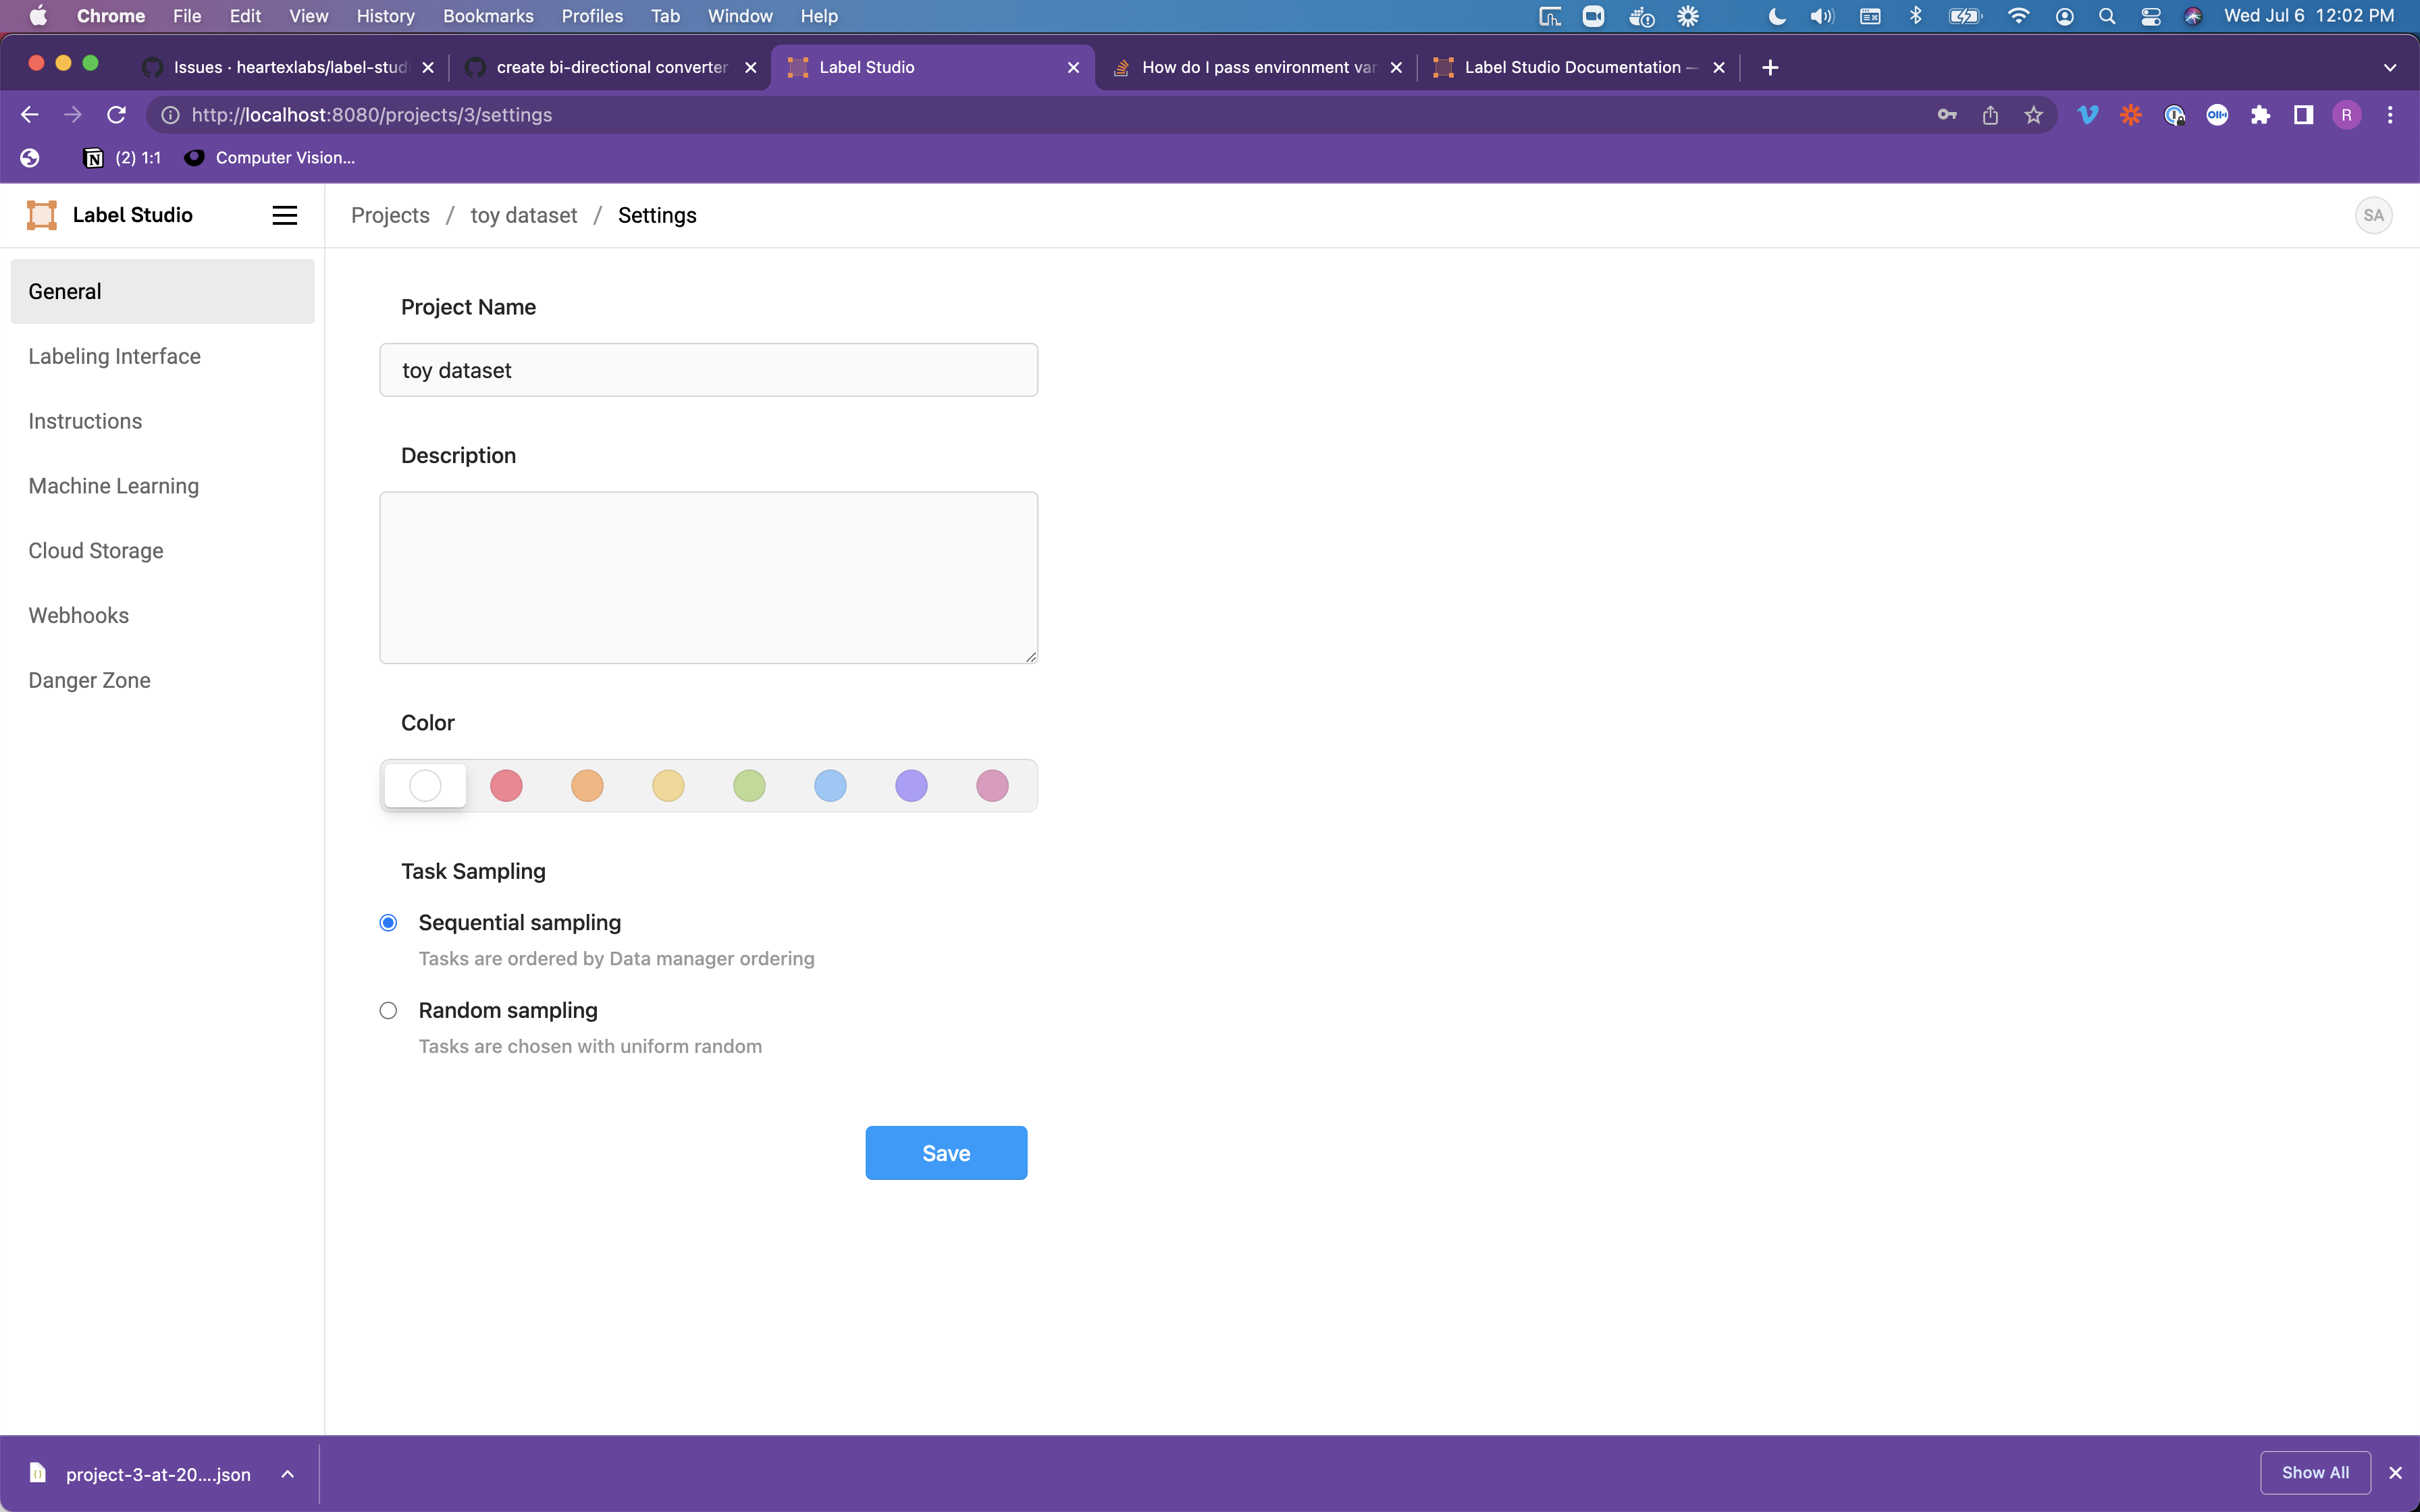 Chrome File Edit View History Bookmarks Profiles Tab Window Help Wed Jul 6 12:02 PM
Issues · heartexlabs/label-studi create bi-directional converter Label Studio How do I pass environment var Label Studio Documentation —
http://localhost:8080/projects/3/settings R
(2) 1:1 Computer Vision...
Label Studio Projects / toy dataset / Settings SA
General
Labeling Interface
Instructions
Machine Learning
Cloud Storage
Webhooks
Danger Zone
Project Name
toy dataset
Description
Color
Task Sampling
Sequential sampling
Tasks are ordered by Data manager ordering
Random sampling
Tasks are chosen with uniform random
Save
project-3-at-20....json Show All